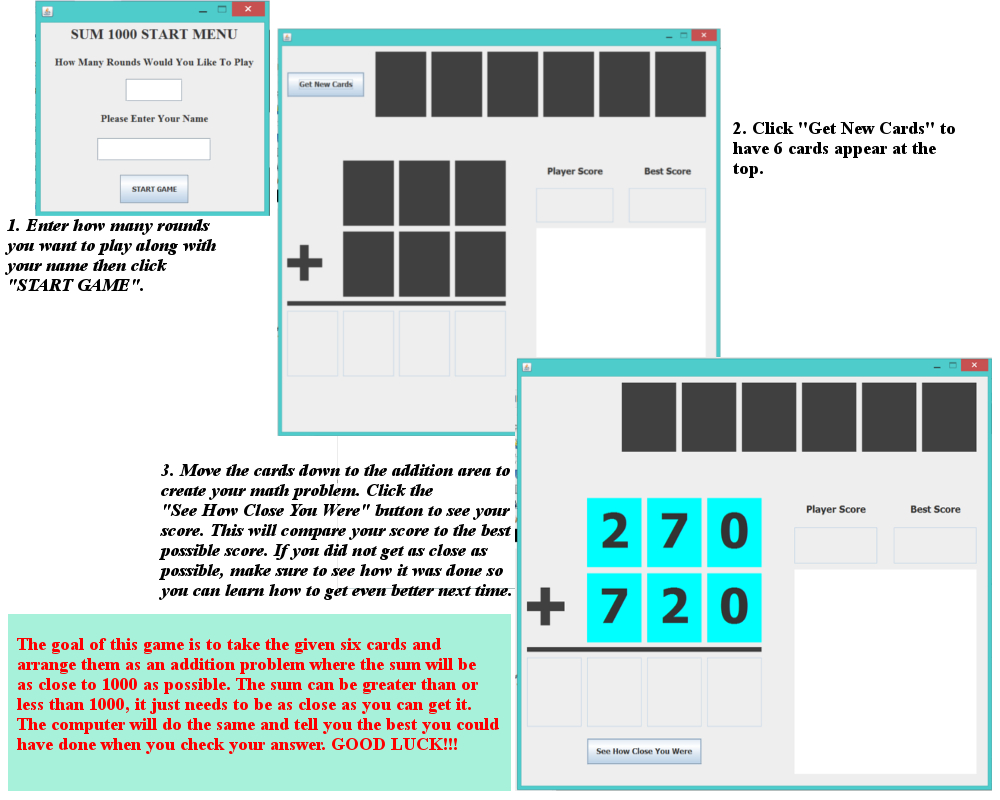 SUM 1000 START MENU
How Many Rounds Would You Like To Play
Please Enter Your Name
START GAME
1. Enter how many rounds
you want to play along with
your name then click
"START GAME".
Get New Cards
Player Score Best Score
+
2. Click "Get New Cards" to
have 6 cards appear at the
top.
3. Move the cards down to the addition area to
create your math problem. Click the
"See How Close You Were" button to see your
score. This will compare your score to the best
possible score. If you did not get as close as
possible, make sure to see how it was done so
you can learn how to get even better next time.
Player Score Best Score
2 7 0
+ 7 2 0
See How Close You Were
The goal of this game is to take the given six cards and
arrange them as an addition problem where the sum will be
as close to 1000 as possible. The sum can be greater than or
less than 1000, it just needs to be as close as you can get it.
The computer will do the same and tell you the best you could
have done when you check your answer. GOOD LUCK!!!